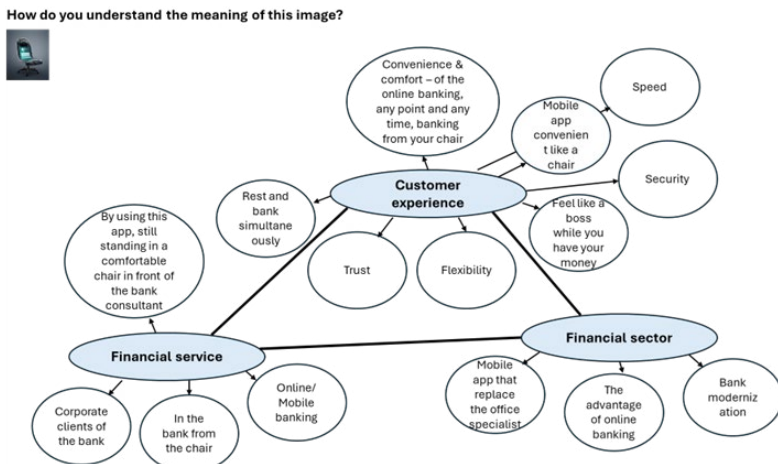 How do you understand the meaning of this image?
Convenience &
comfort – of the
online banking,
any point and any
time, banking
from your chair
Speed
Mobile
app
convenien
t like a
chair
Security
Customer
experience
Rest and
bank
simultane
ously
Feel like a
boss
while you
have your
money
By using this
app, still
standing in a
comfortable
chair in front of
the bank
consultant
Trust
Flexibility
Financial service
Financial sector
Corporate
clients of
the bank
In the
bank from
the chair
Online/
Mobile
banking
Mobile
app that
replace
the office
specialist
The
advantage
of online
banking
Bank
moderniz
ation